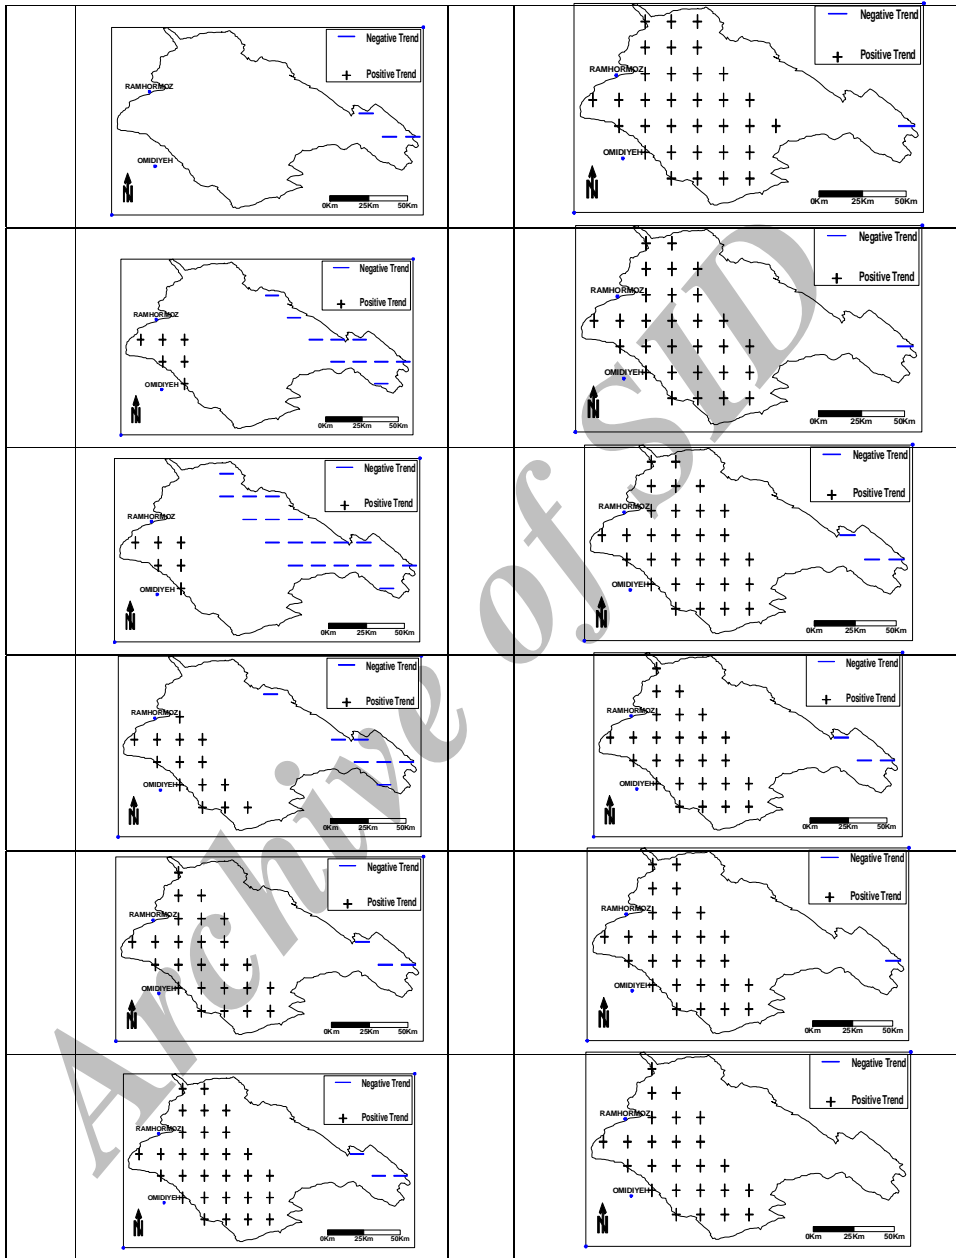 Negative Trend
Positive Trend
RAMHORMOZ
OMIDIYEH
N
0Km 25Km 50Km
Negative Trend
Positive Trend
RAMHORMOZ
OMIDIYEH
N
0Km 25Km 50Km
Negative Trend
Positive Trend
RAMHORMOZ
OMIDIYEH
N
0Km 25Km 50Km
Negative Trend
Positive Trend
RAMHORMOZ
OMIDIYEH
N
0Km 25Km 50Km
Negative Trend
Positive Trend
RAMHORMOZ
OMIDIYEH
N
0Km 25Km 50Km
Negative Trend
Positive Trend
RAMHORMOZ
OMIDIYEH
N
0Km 25Km 50Km
Negative Trend
Positive Trend
RAMHORMOZ
OMIDIYEH
N
0Km 25Km 50Km
Negative Trend
Positive Trend
RAMHORMOZ
OMIDIYEH
N
0Km 25Km 50Km
Negative Trend
Positive Trend
RAMHORMOZ
OMIDIYEH
N
0Km 25Km 50Km
Negative Trend
Positive Trend
RAMHORMOZ
OMIDIYEH
N
0Km 25Km 50Km
Negative Trend
Positive Trend
RAMHORMOZ
OMIDIYEH
N
0Km 25Km 50Km
Negative Trend
Positive Trend
RAMHORMOZ
OMIDIYEH
N
0Km 25Km 50Km
Archive of SID